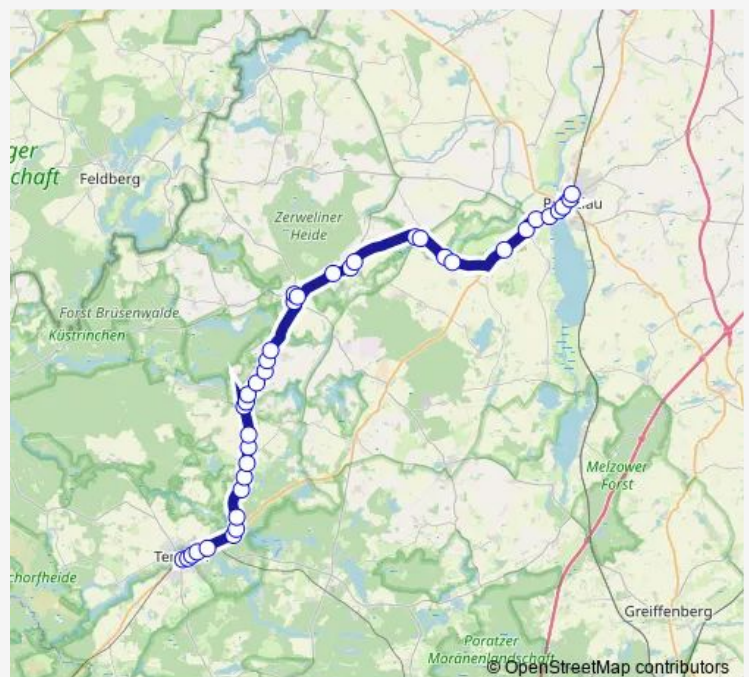 ger
chaft
Feldberg
Zerweliner
Heide
Forst Brüsenwalde
Küstrinchen
Melzower
Forst
chorfheide
Greiffenberg
Poratzer
Moränenlandschaft
© OpenStreetMap contributors